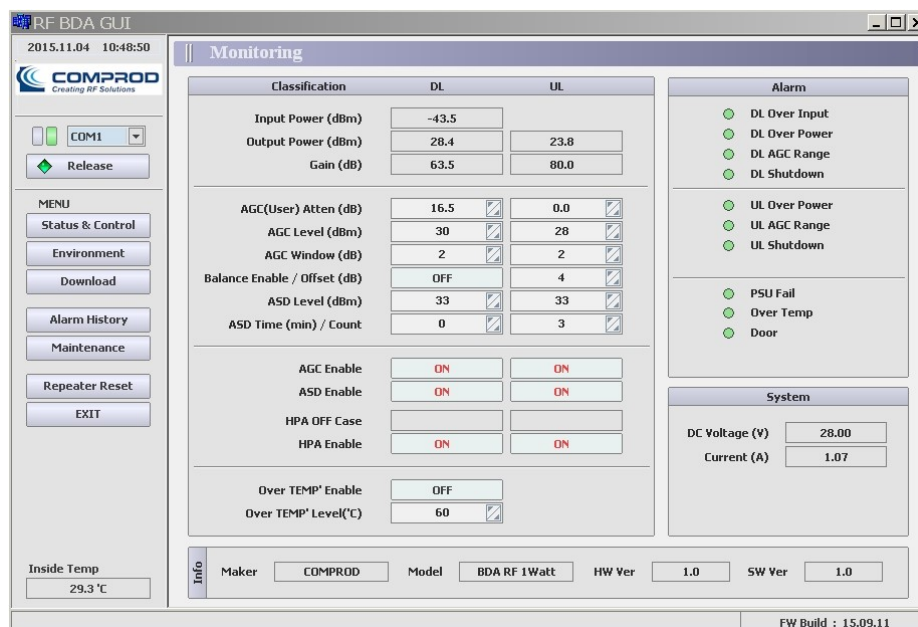 RF BDA GUI
2015.11.04 10:48:50
COMPROD
Creating RF Solutions
COM1
Release
MENU
Status & Control
Environment
Download
Alarm History
Maintenance
Repeater Reset
EXIT
Inside Temp
29.3 °C
Monitoring
Classification DL UL
Input Power (dBm) -43.5
Output Power (dBm) 28.4 23.8
Gain (dB) 63.5 80.0
AGC(User) Atten (dB) 16.5 0.0
AGC Level (dBm) 30 28
AGC Window (dB) 2 2
Balance Enable / Offset (dB) OFF 4
ASD Level (dBm) 33 33
ASD Time (min) / Count 0 3
AGC Enable ON ON
ASD Enable ON ON
HPA OFF Case
HPA Enable ON ON
Over TEMP' Enable OFF
Over TEMP' Level(°C) 60
Alarm
DL Over Input
DL Over Power
DL AGC Range
DL Shutdown
UL Over Power
UL AGC Range
UL Shutdown
PSU Fail
Over Temp
Door
System
DC Voltage (V) 28.00
Current (A) 1.07
Info
Maker COMPROD Model BDA RF 1Watt HW Ver 1.0 SW Ver 1.0
FW Build : 15.09.11